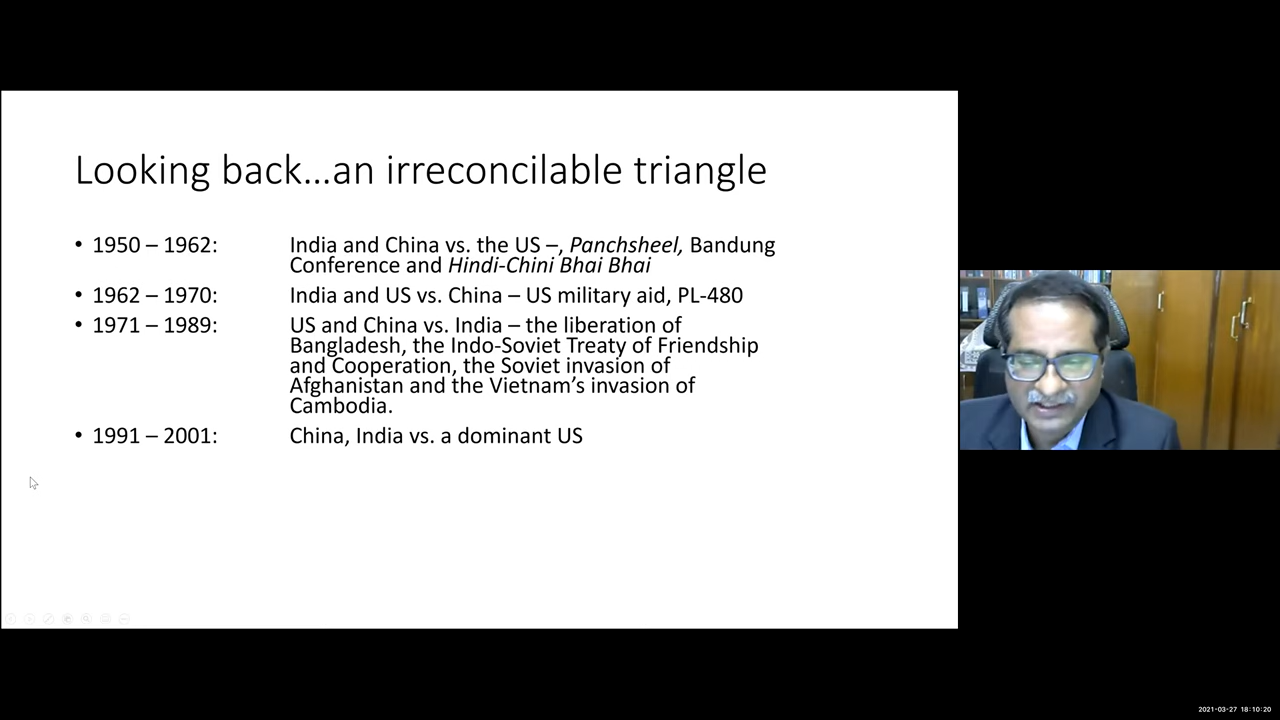 Looking back...an irreconcilable triangle
• 1950 – 1962: India and China vs. the US –, Panchsheel, Bandung
Conference and Hindi-Chini Bhai Bhai
• 1962 – 1970: India and US vs. China – US military aid, PL-480
• 1971 – 1989: US and China vs. India – the liberation of
Bangladesh, the Indo-Soviet Treaty of Friendship
and Cooperation, the Soviet invasion of
Afghanistan and the Vietnam’s invasion of
Cambodia.
• 1991 – 2001: China, India vs. a dominant US
2021-03-27 18:10:20